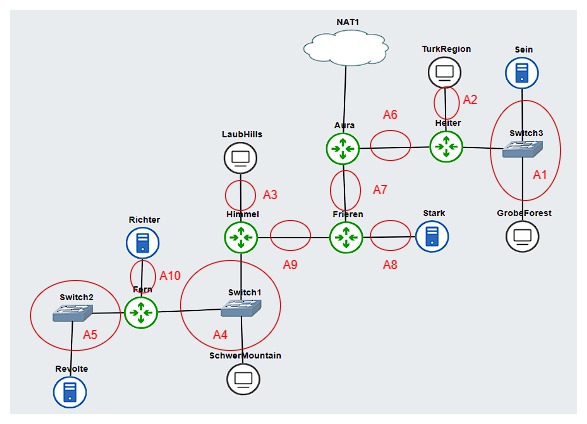 NAT1
TurkRegion
Sein
A2
A6
Aura
Heiter
Switch3
LaubHills
A1
A3
A7
Himmel
Frieren
Stark
GrobeForest
Richter
A9
A8
A10
Fern
Switch2
Switch1
A5
A4
SchwerMountain
Revolte